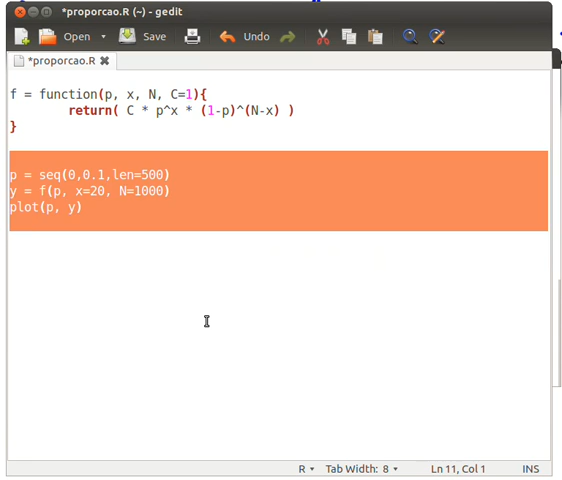 *proporcao.R (~) - gedit
Open Save Undo
*proporcao.R
f = function(p, x, N, C=1){
return( C * p^x * (1-p)^(N-x) )
}
p = seq(0,0.1,len=500)
y = f(p, x=20, N=1000)
plot(p, y)
R Tab Width: 8 Ln 11, Col 1 INS